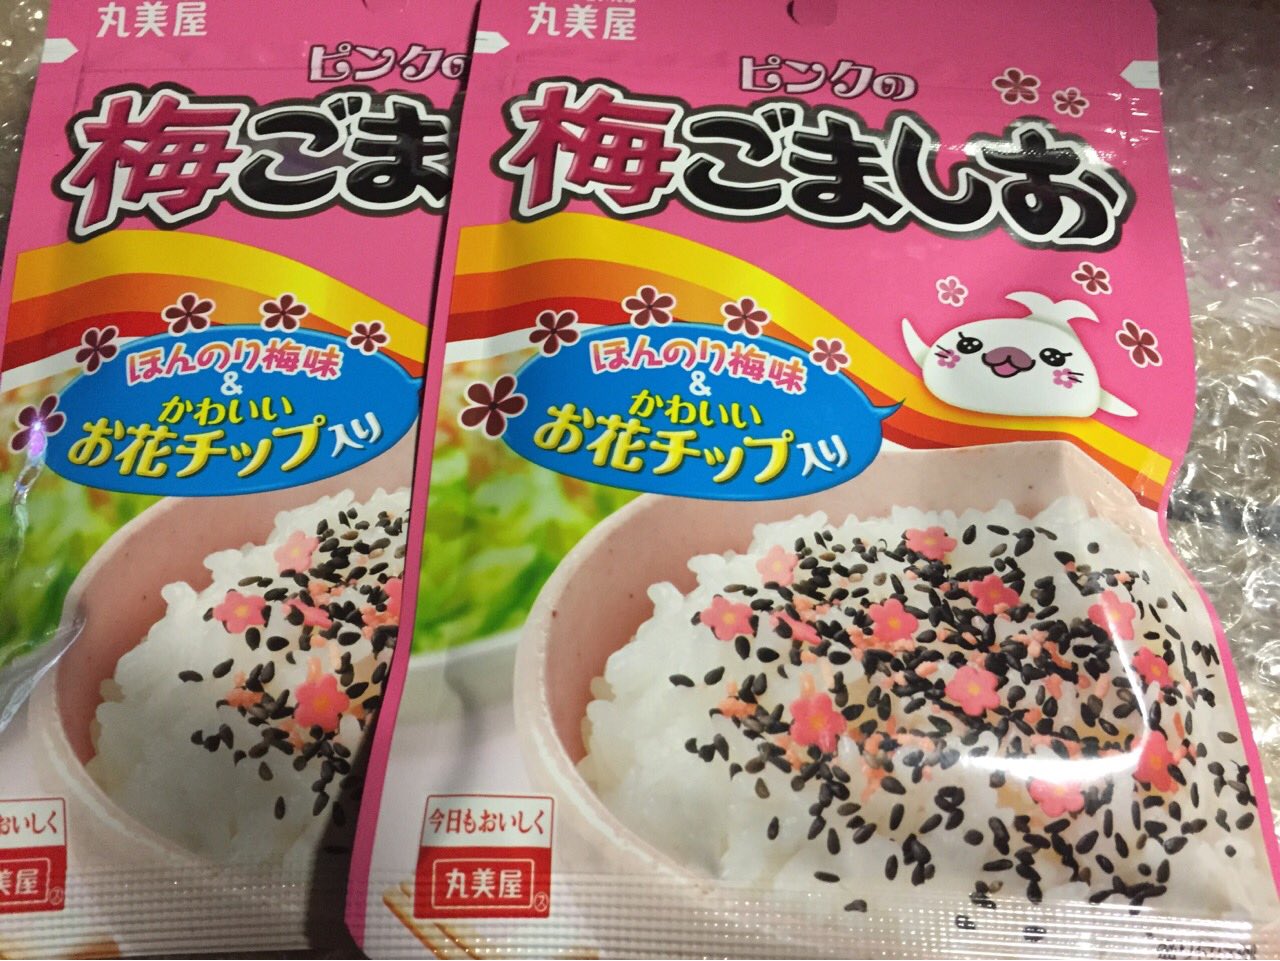 丸美屋
ピンクの
梅ごま
ほんのり梅味
&
かわいい
お花チップ入り
おいしく
美屋
丸美屋
ピンクの
梅ごましお
ほんのり梅味
&
かわいい
お花チップ入り
今日もおいしく
丸美屋